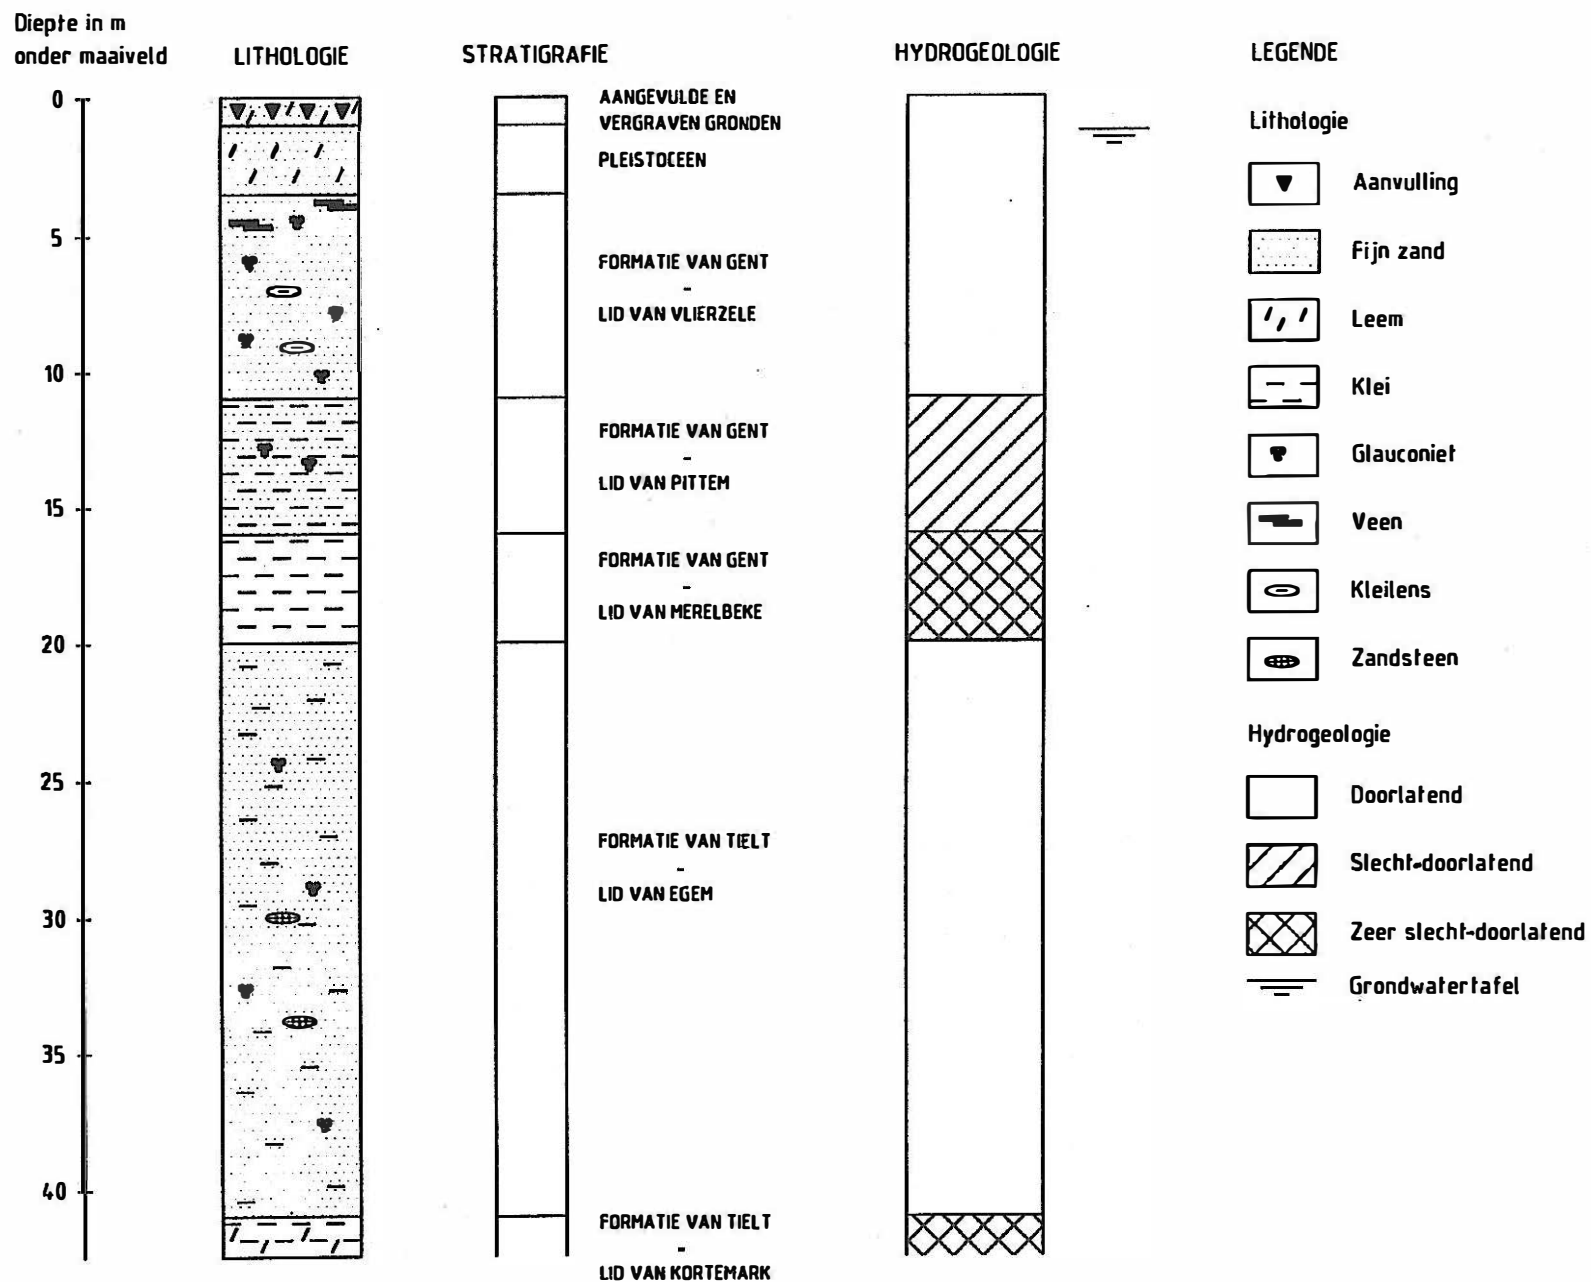 Diepte in m
onder maaiveld
LITHOLOGIE
STRATIGRAFIE
HYDROGEOLOGIE
LEGENDE
0
5
10
15
20
25
30
35
40
AANGEVULDE EN
VERGRAVEN GRONDEN
PLEISTOCEEN
FORMATIE VAN GENT
-
LID VAN VLIERZELE
FORMATIE VAN GENT
-
LID VAN PITTEM
FORMATIE VAN GENT
-
LID VAN MERELBEKE
FORMATIE VAN TIELT
-
LID VAN EGEM
FORMATIE VAN TIELT
-
LID VAN KORTEMARK
Lithologie
Aanvulling
Fijn zand
Leem
Klei
Glauconiet
Veen
Kleilens
Zandsteen
Hydrogeologie
Doorlatend
Slecht-doorlatend
Zeer slecht-doorlatend
Grondwatertafel